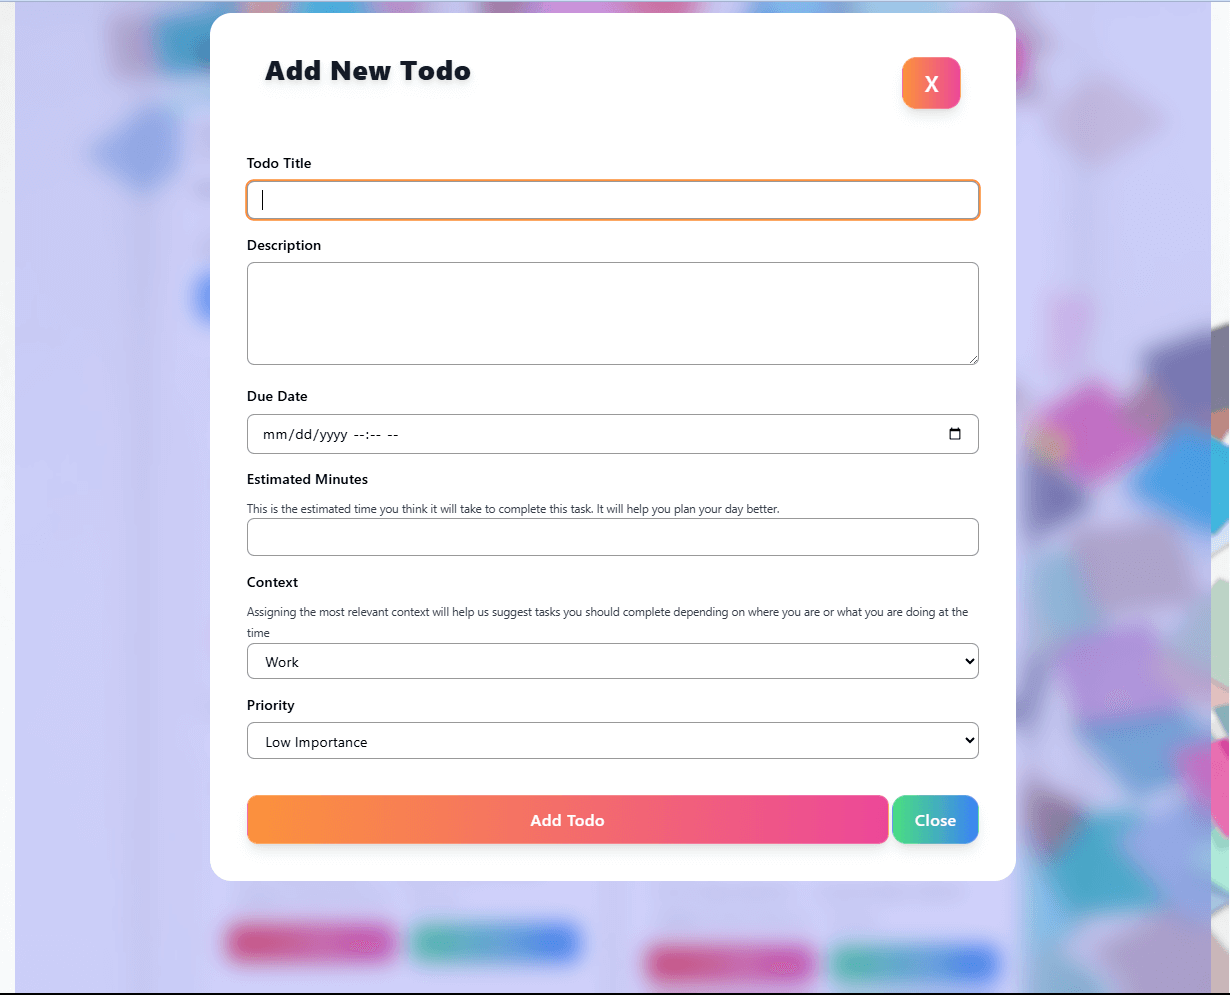 Add New Todo
X
Todo Title
Description
Due Date
mm/dd/yyyy --:-- --
Estimated Minutes
This is the estimated time you think it will take to complete this task. It will help you plan your day better.
Context
Assigning the most relevant context will help us suggest tasks you should complete depending on where you are or what you are doing at the
time
Work
Priority
Low Importance
Add Todo
Close